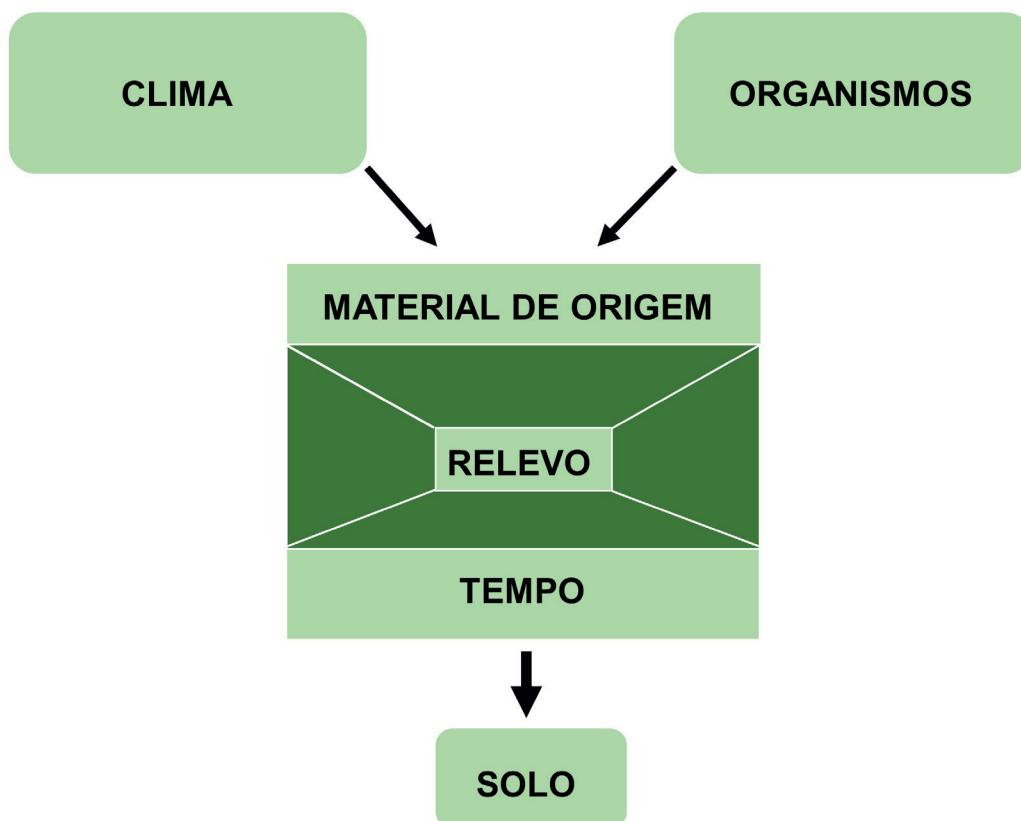 CLIMA
ORGANISMOS
MATERIAL DE ORIGEM
RELEVO
TEMPO
SOLO